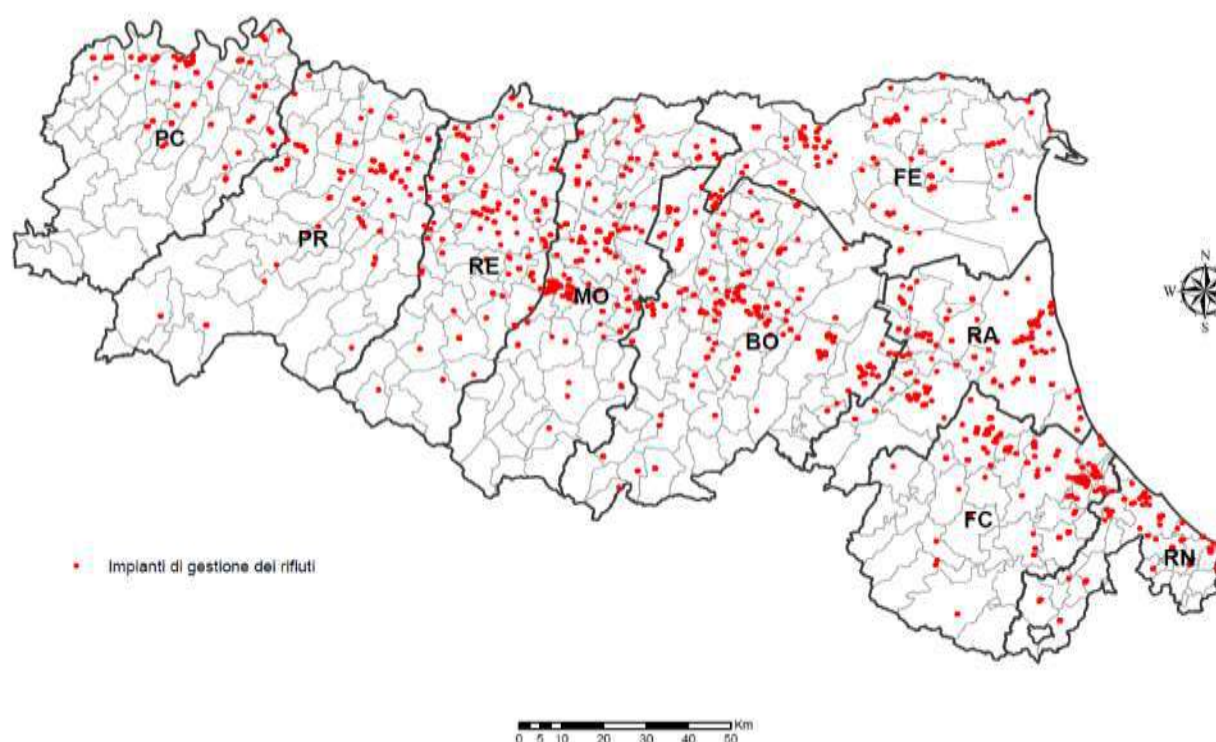 PC
FE
PR
N
RE
W
S
MO
RA
BO
FC
RN
Impianti di gestione dei rifiuti
Km
0 5 10 20 30 40 50